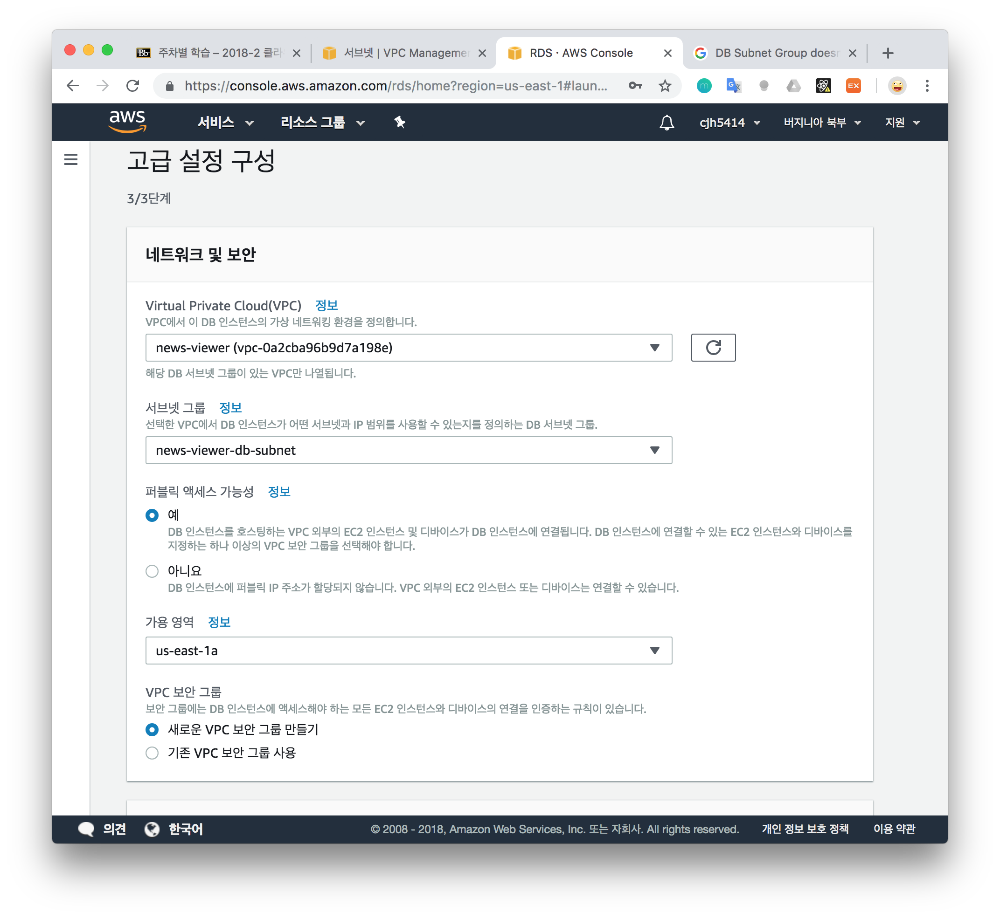 주차별 학습 – 2018-2 클라
서브넷 | VPC Managemen
RDS · AWS Console
DB Subnet Group does
https://console.aws.amazon.com/rds/home?region=us-east-1#laun...
aws
서비스
리소스 그룹
cjh5414
버지니아 북부
지원
고급 설정 구성
3/3단계
네트워크 및 보안
Virtual Private Cloud(VPC) 정보
VPC에서 이 DB 인스턴스의 가상 네트워킹 환경을 정의합니다.
news-viewer (vpc-0a2cba96b9d7a198e)
해당 DB 서브넷 그룹이 있는 VPC만 나열됩니다.
서브넷 그룹 정보
선택한 VPC에서 DB 인스턴스가 어떤 서브넷과 IP 범위를 사용할 수 있는지를 정의하는 DB 서브넷 그룹.
news-viewer-db-subnet
퍼블릭 액세스 가능성 정보
예
DB 인스턴스를 호스팅하는 VPC 외부의 EC2 인스턴스 및 디바이스가 DB 인스턴스에 연결됩니다. DB 인스턴스에 연결할 수 있는 EC2 인스턴스와 디바이스를
지정하는 하나 이상의 VPC 보안 그룹을 선택해야 합니다.
아니요
DB 인스턴스에 퍼블릭 IP 주소가 할당되지 않습니다. VPC 외부의 EC2 인스턴스 또는 디바이스는 연결할 수 있습니다.
가용 영역 정보
us-east-1a
VPC 보안 그룹
보안 그룹에는 DB 인스턴스에 액세스해야 하는 모든 EC2 인스턴스와 디바이스의 연결을 인증하는 규칙이 있습니다.
새로운 VPC 보안 그룹 만들기
기존 VPC 보안 그룹 사용
의견
한국어
© 2008 - 2018, Amazon Web Services, Inc. 또는 자회사. All rights reserved.
개인 정보 보호 정책
이용 약관